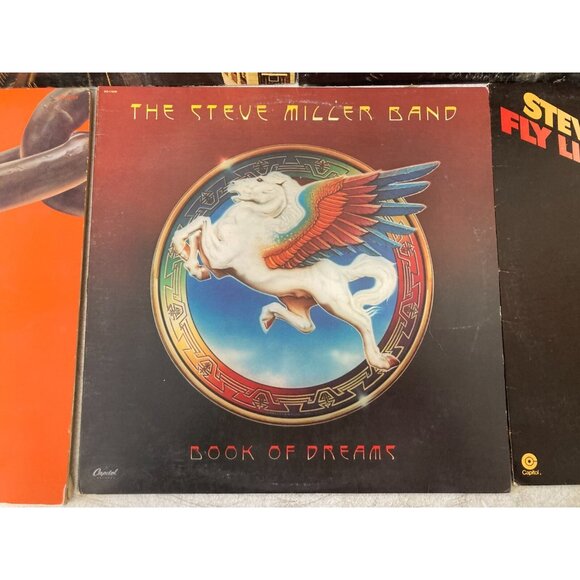 THE STEVE MILLER BAND
STEV
FLY LI
BOOK OF DREAMS
Capitol
Capitol